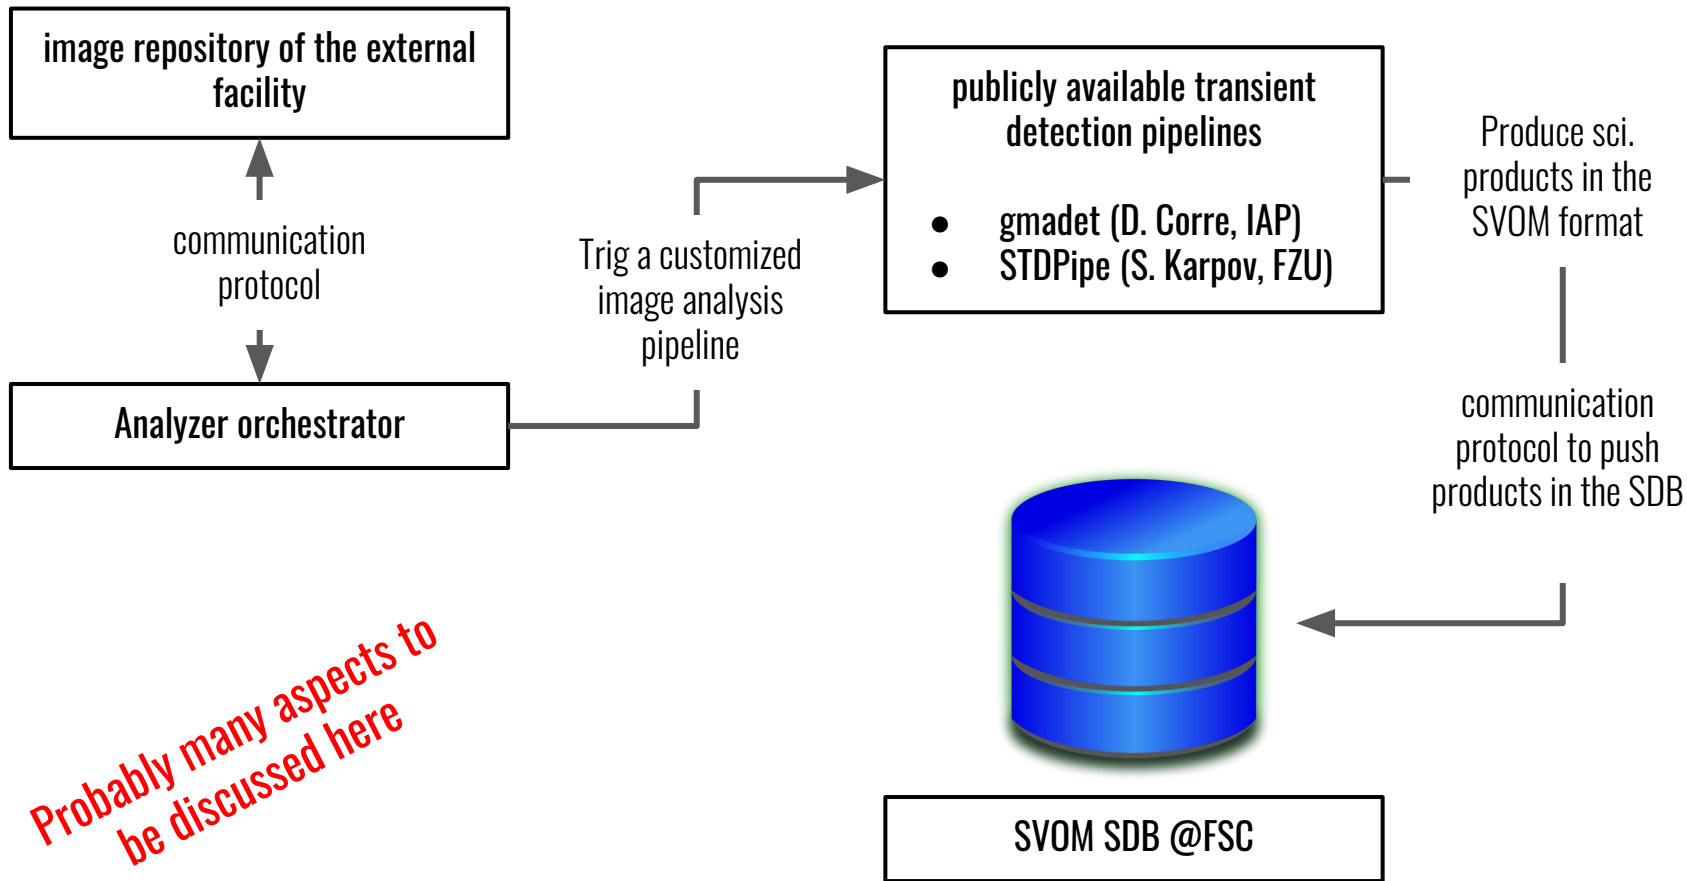 image repository of the external
facility
communication
protocol
Analyzer orchestrator
Trig a customized
image analysis
pipeline
publicly available transient
detection pipelines
● gmadet (D. Corre, IAP)
● STDPipe (S. Karpov, FZU)
Produce sci.
products in the
SVOM format
communication
protocol to push
products in the SDB
SVOM SDB @FSC
Probably many aspects to
be discussed here